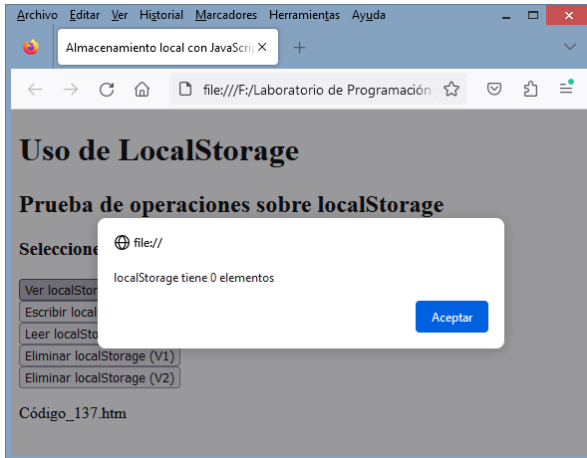 Archivo Editar Ver Historial Marcadores Herramientas Ayuda
Almacenamiento local con JavaScrip
file:///F:/Laboratorio de Programación
Uso de LocalStorage
Prueba de operaciones sobre localStorage
Seleccione
file://
localStorage tiene 0 elementos
Aceptar
Ver localStor
Escribir local
Leer localSto
Eliminar localStorage (V1)
Eliminar localStorage (V2)
Código_137.htm